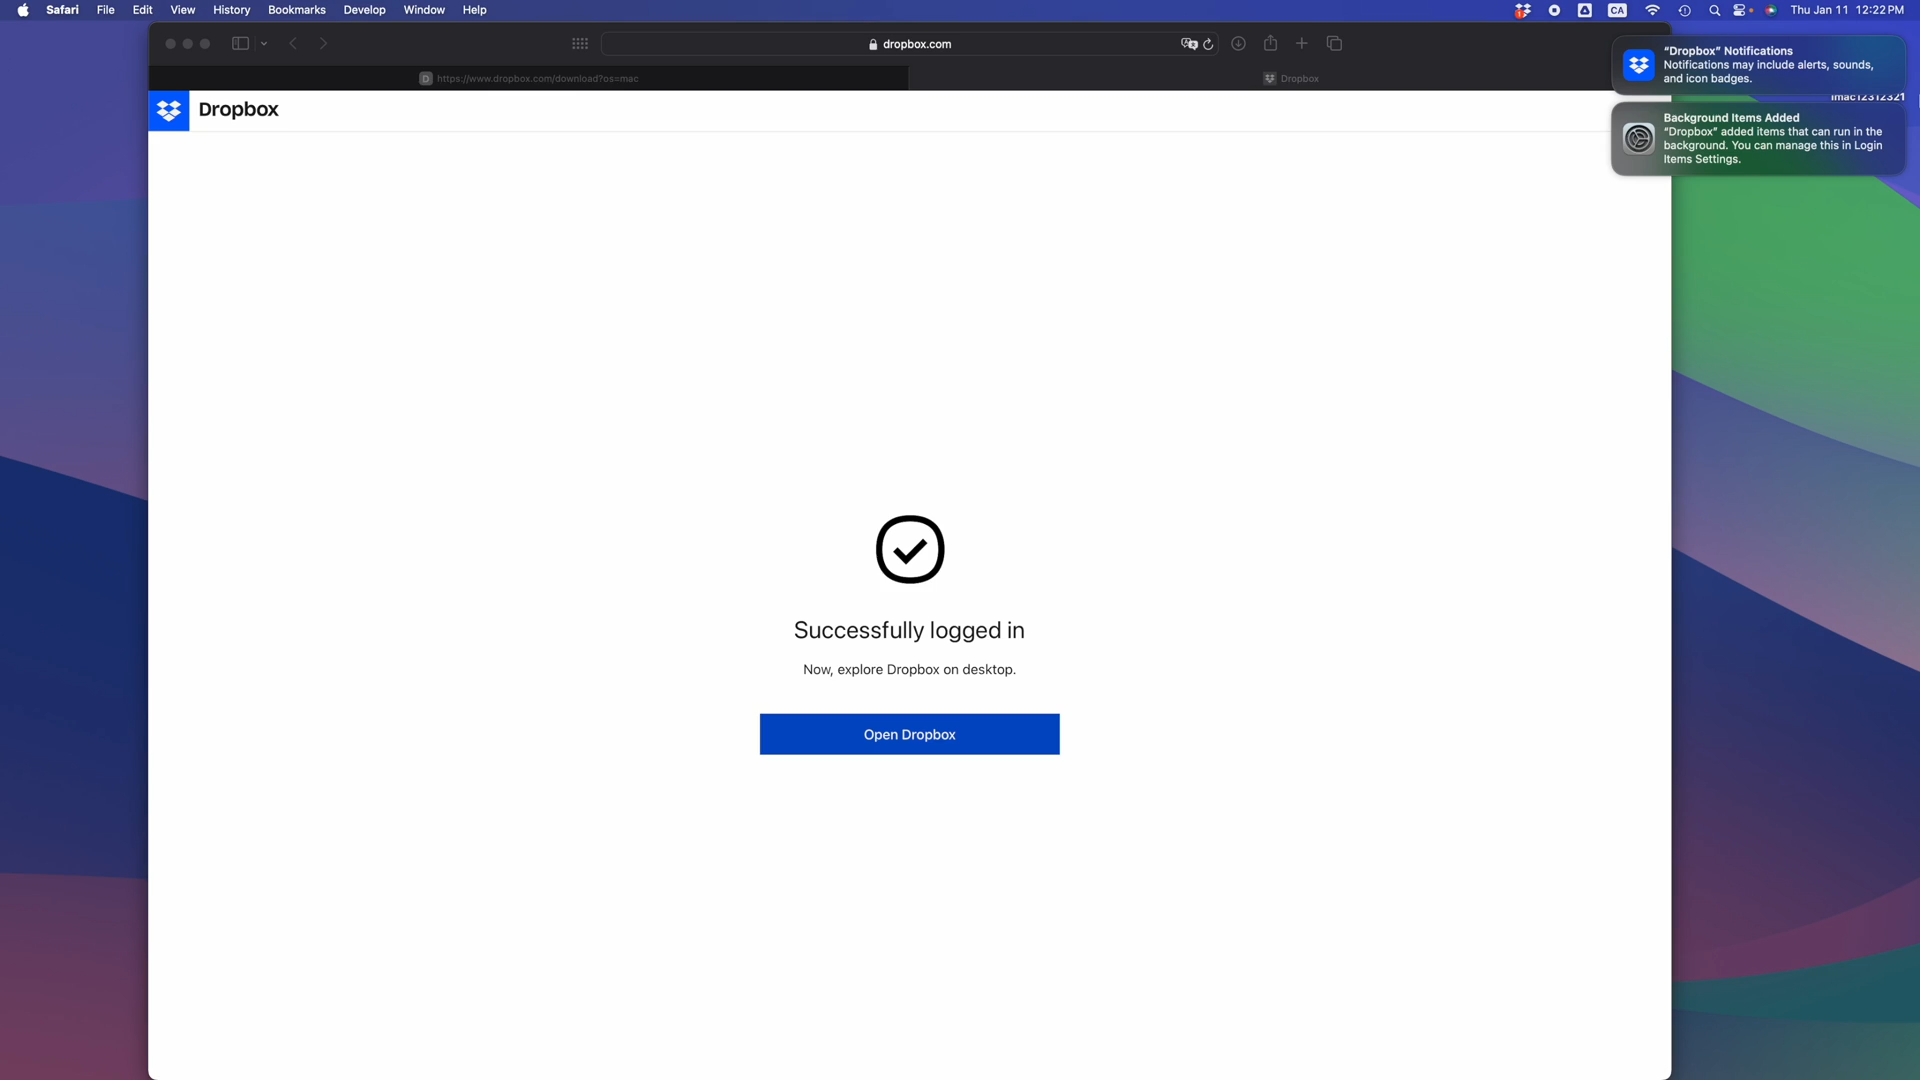 Safari File Edit View History Bookmarks Develop Window Help CA Thu Jan 11 12:22 PM
dropbox.com
D https://www.dropbox.com/download?os=mac
Dropbox
Dropbox
"Dropbox" Notifications
Notifications may include alerts, sounds,
and icon badges.
imac12312321
Background Items Added
"Dropbox" added items that can run in the
background. You can manage this in Login
Items Settings.
Successfully logged in
Now, explore Dropbox on desktop.
Open Dropbox